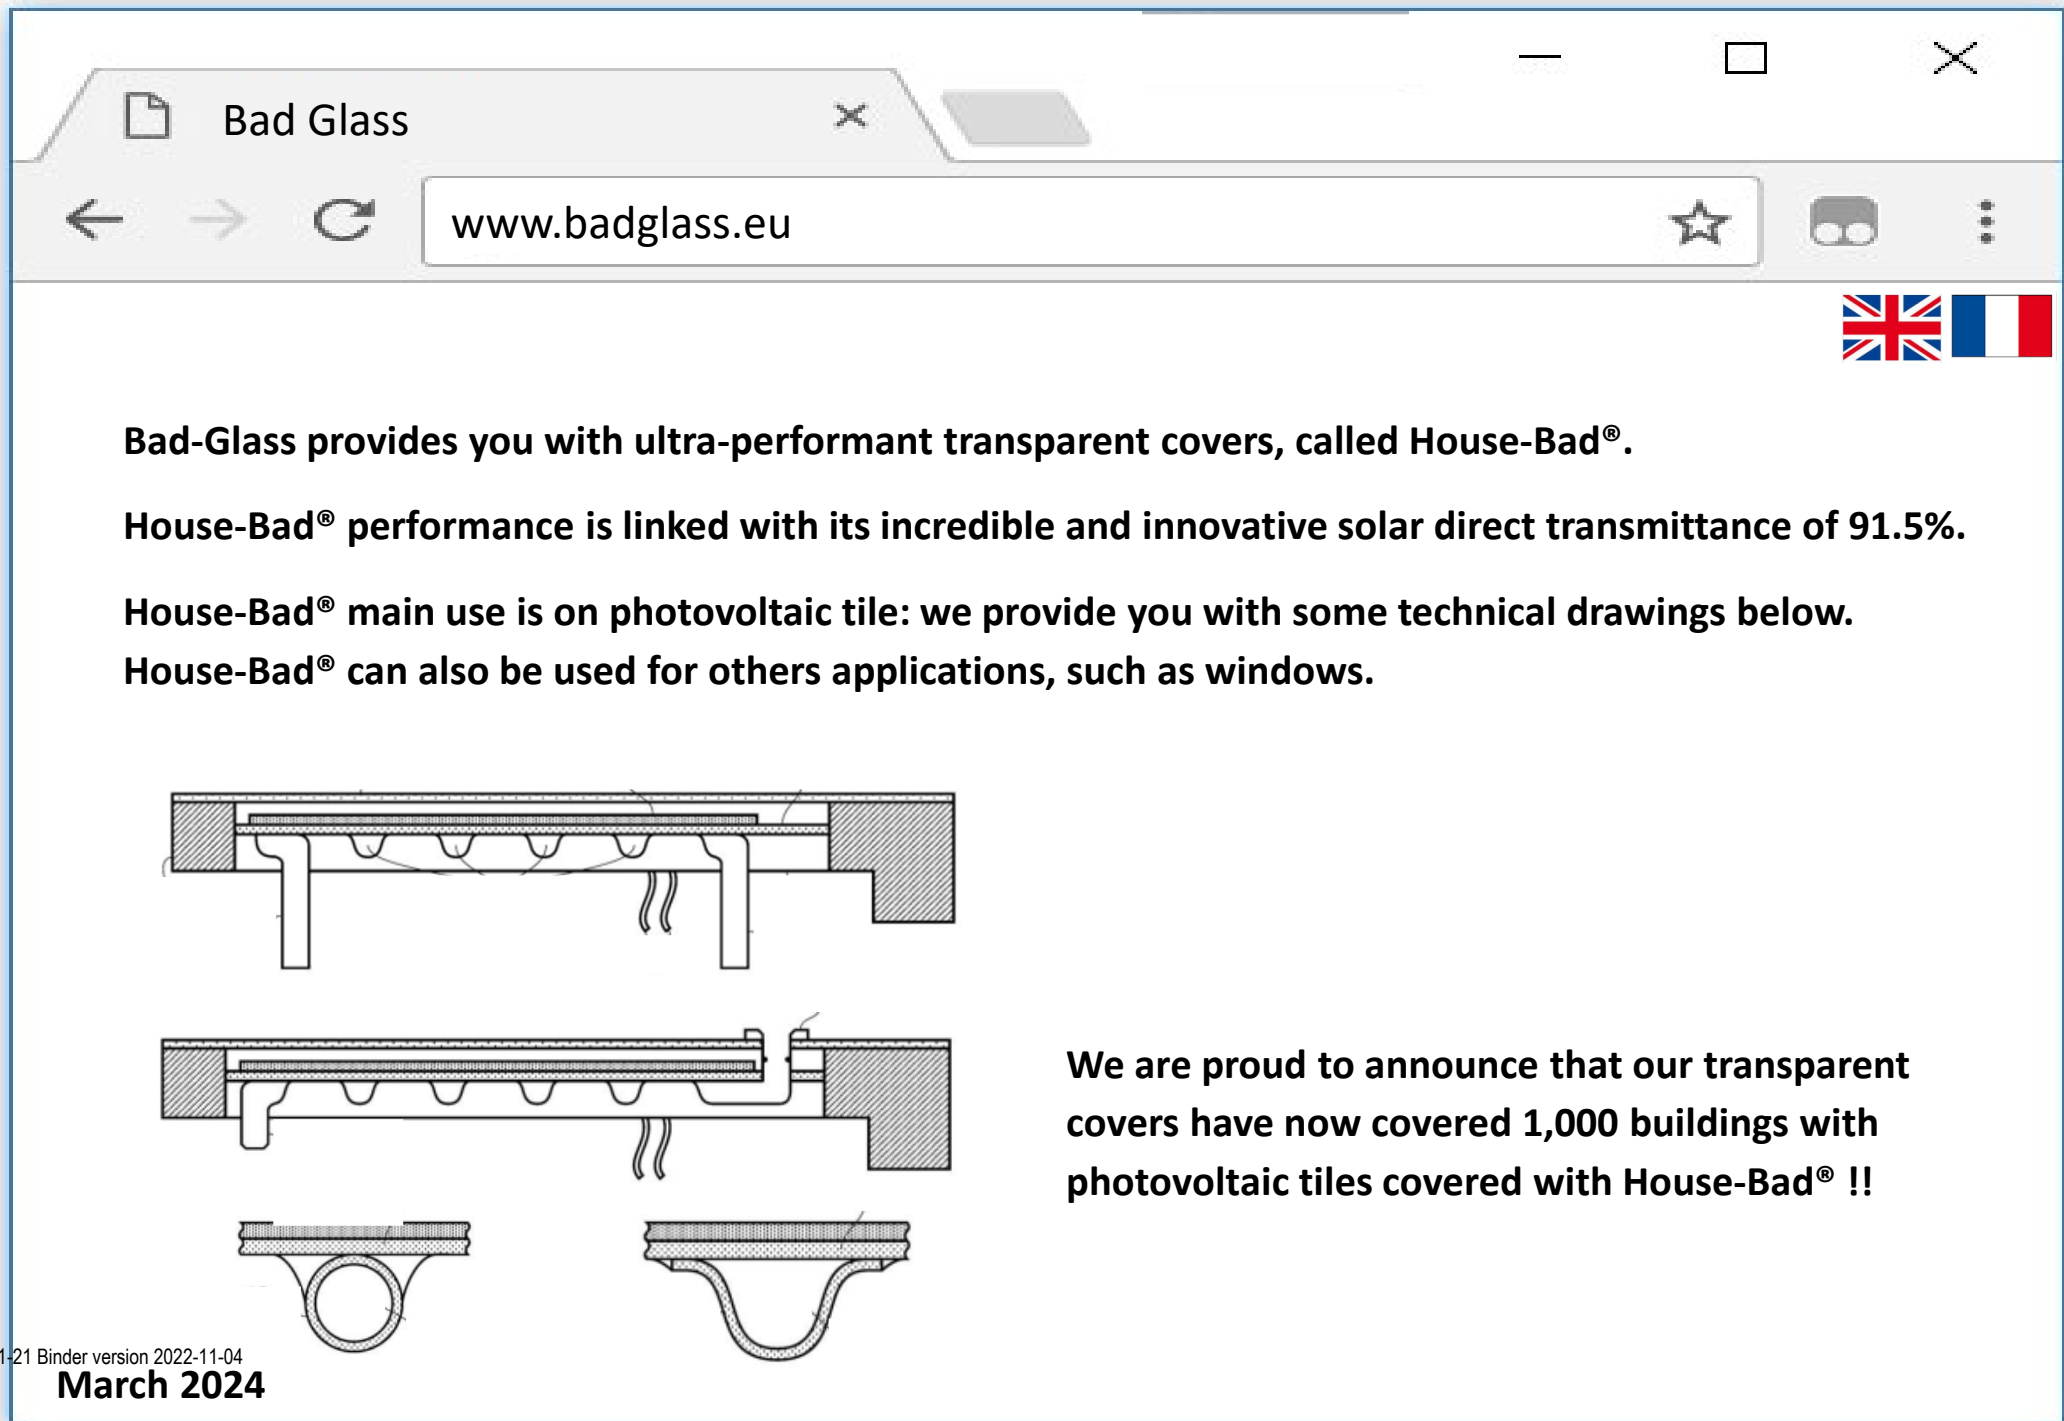 Bad Glass
www.badglass.eu
Bad-Glass provides you with ultra-performant transparent covers, called House-Bad®.
House-Bad® performance is linked with its incredible and innovative solar direct transmittance of 91.5%.
House-Bad® main use is on photovoltaic tile: we provide you with some technical drawings below.
House-Bad® can also be used for others applications, such as windows.
We are proud to announce that our transparent
covers have now covered 1,000 buildings with
photovoltaic tiles covered with House-Bad® !!
1-21 Binder version 2022-11-04
March 2024